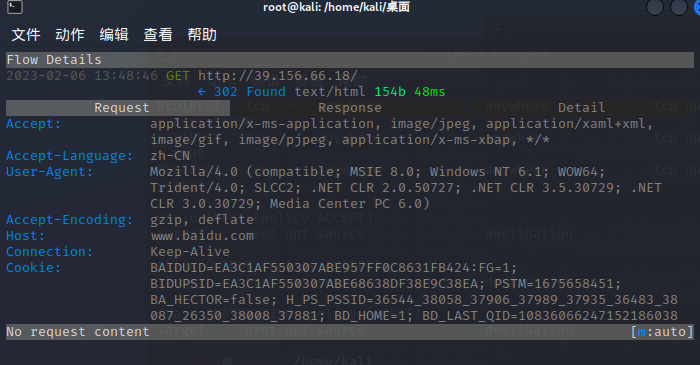 root@kali: /home/kali/桌面
文件 动作 编辑 查看 帮助
Flow Details
2023-02-06 13:48:46 GET http://39.156.66.18/
← 302 Found text/html 154b 48ms
Request Response Detail
Accept: application/x-ms-application, image/jpeg, application/xaml+xml,
image/gif, image/pjpeg, application/x-ms-xbap, */*
Accept-Language: zh-CN
User-Agent: Mozilla/4.0 (compatible; MSIE 8.0; Windows NT 6.1; WOW64;
Trident/4.0; SLCC2; .NET CLR 2.0.50727; .NET CLR 3.5.30729; .NET
CLR 3.0.30729; Media Center PC 6.0)
Accept-Encoding: gzip, deflate
Host: www.baidu.com
Connection: Keep-Alive
Cookie: BAIDUID=EA3C1AF550307ABE957FF0C8631FB424:FG=1;
BIDUPSID=EA3C1AF550307ABE68638DF38E9C38EA; PSTM=1675658451;
BA_HECTOR=false; H_PS_PSSID=36544_38058_37906_37989_37935_36483_38
087_26350_38008_37881; BD_HOME=1; BD_LAST_QID=10836066247152186038
No request content [m:auto]